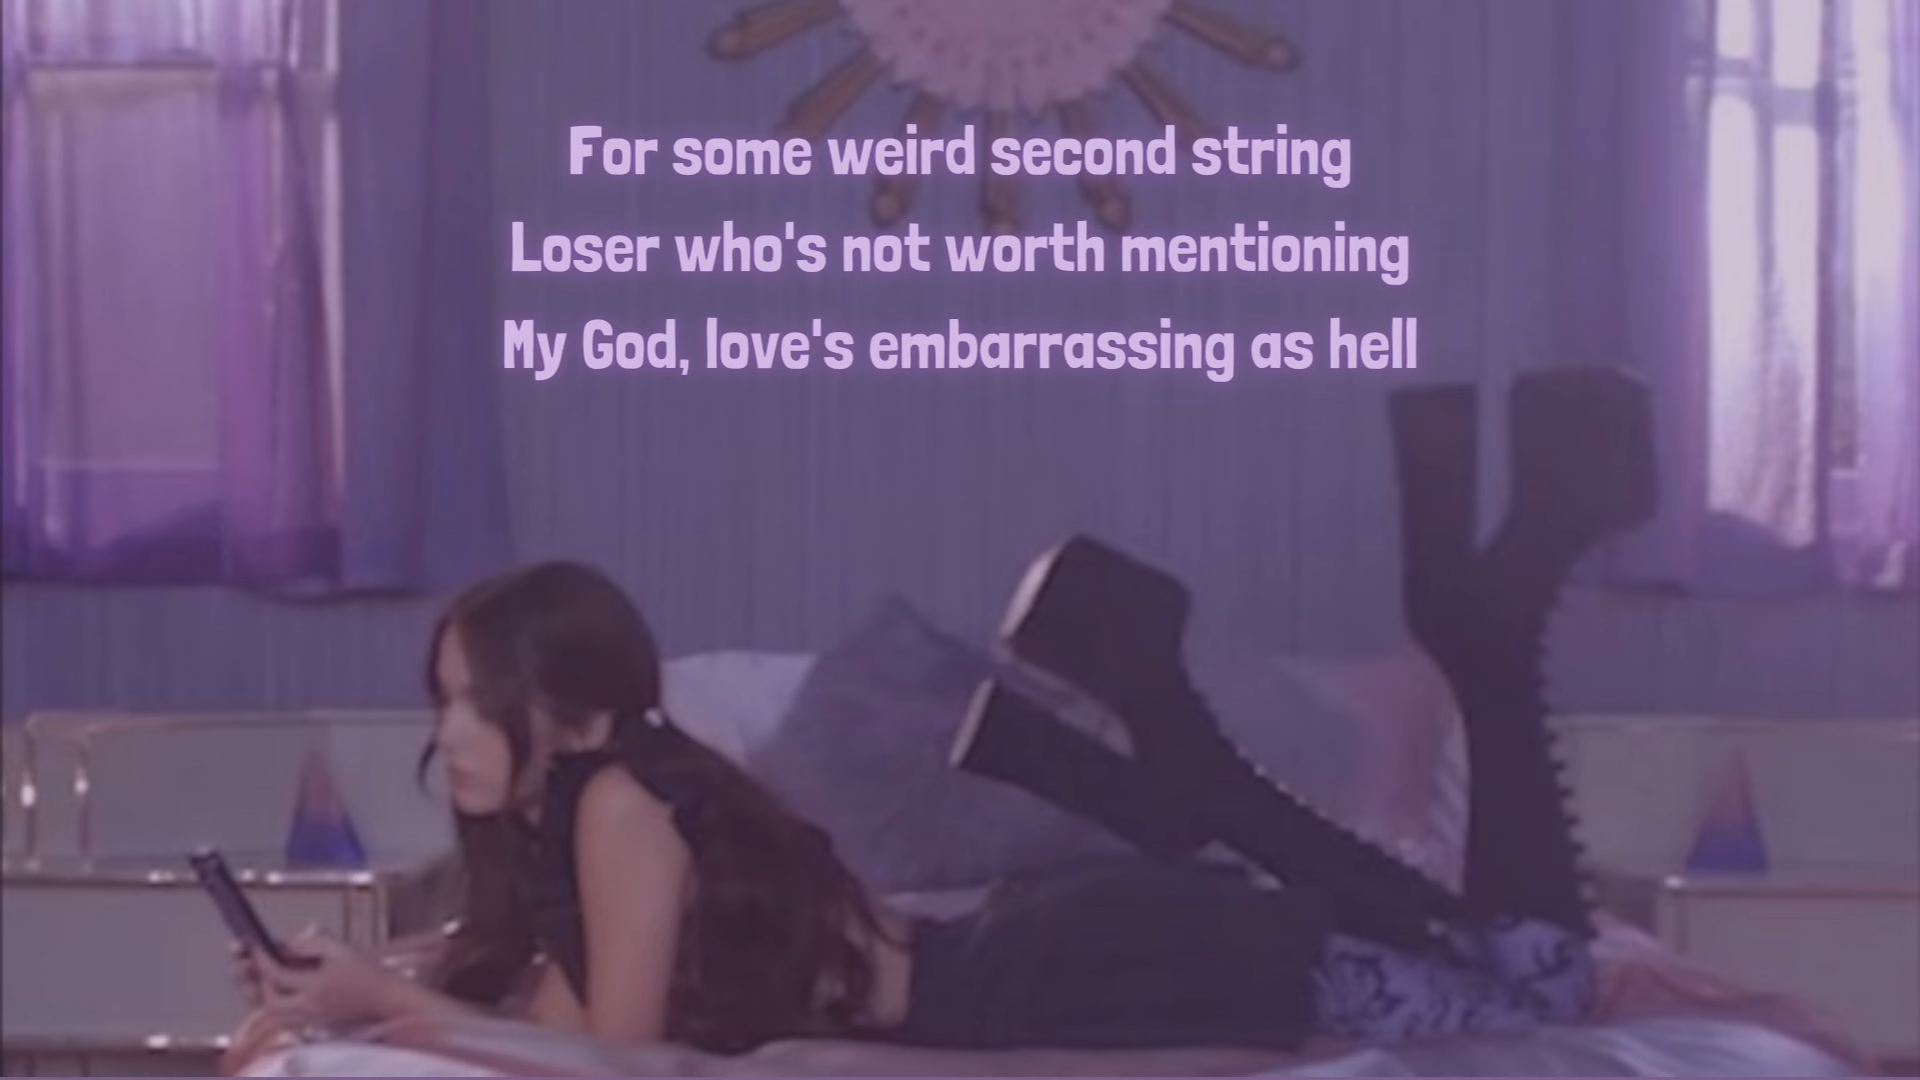 For some weird second string
Loser who's not worth mentioning
My God, love's embarrassing as hell